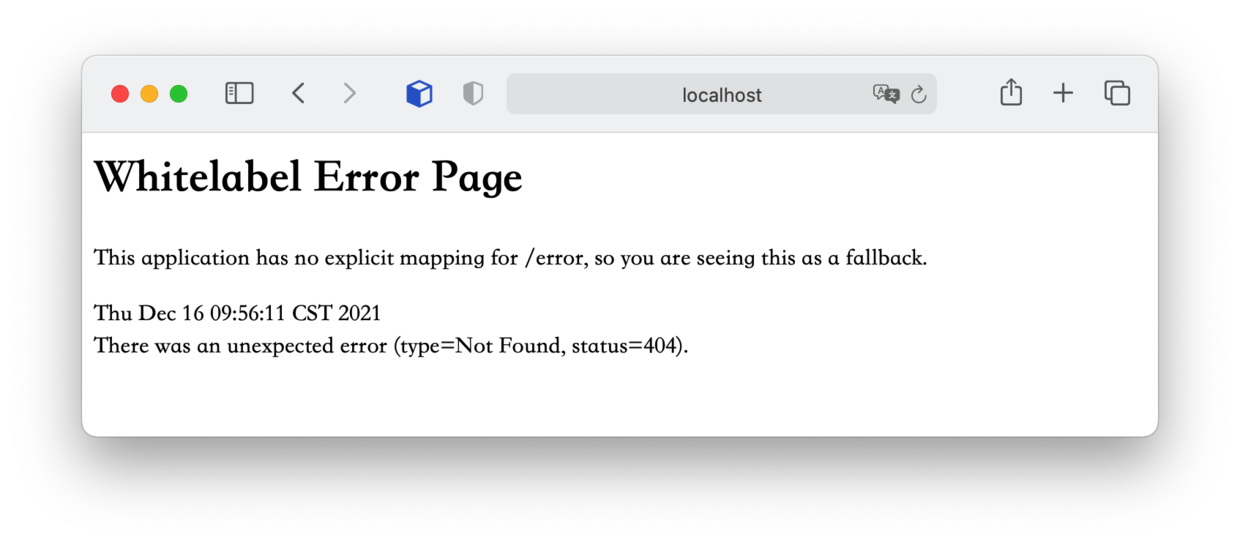 localhost
Whitelabel Error Page
This application has no explicit mapping for /error, so you are seeing this as a fallback.
Thu Dec 16 09:56:11 CST 2021
There was an unexpected error (type=Not Found, status=404).